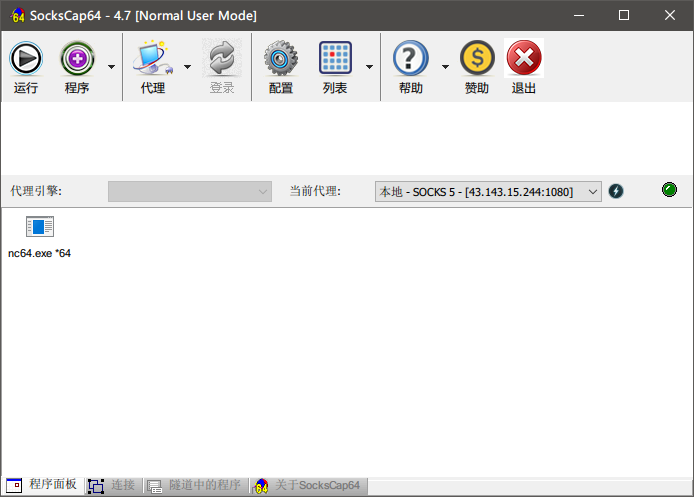 SocksCap64 - 4.7 [Normal User Mode]
运行 程序 代理 登录 配置 列表 帮助 赞助 退出
代理引擎: 当前代理: 本地 - SOCKS 5 - [43.143.15.244:1080]
nc64.exe *64
程序面板 连接 隧道中的程序 关于SocksCap64